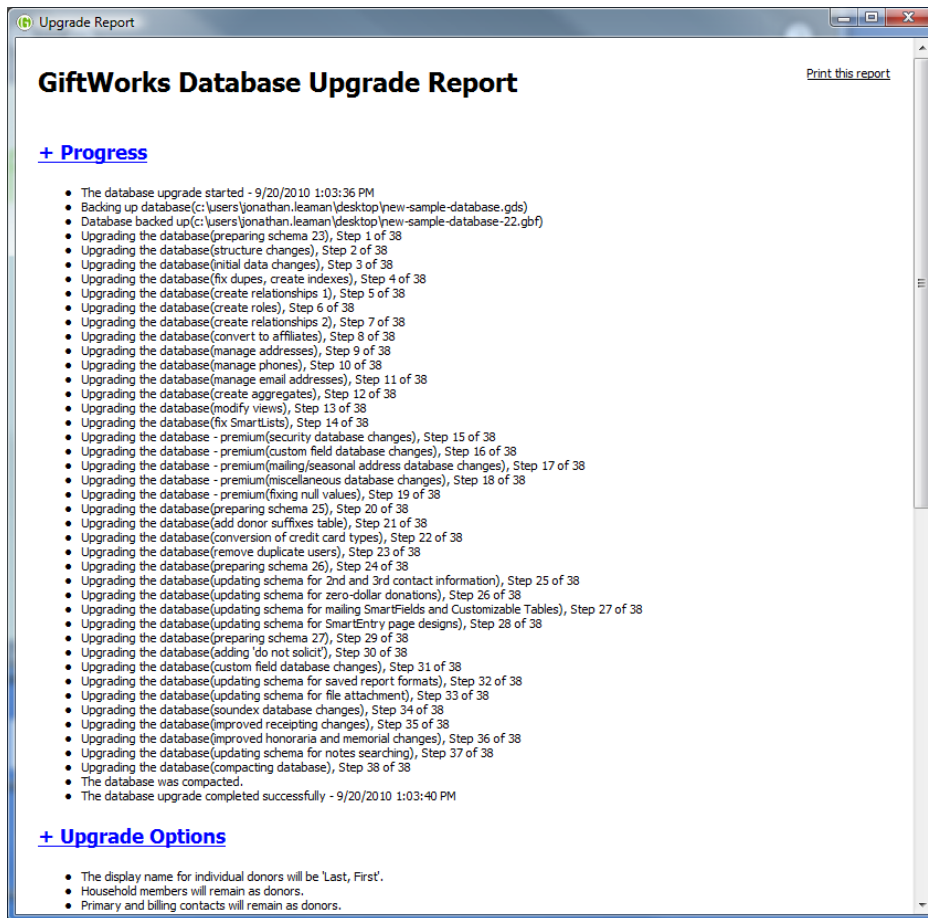 Upgrade Report
GiftWorks Database Upgrade Report
Print this report
+ Progress
• The database upgrade started - 9/20/2010 1:03:36 PM
• Backing up database(c:\users\jonathan.leaman\desktop\new-sample-database.gds)
• Database backed up(c:\users\jonathan.leaman\desktop\new-sample-database-22.gbf)
• Upgrading the database(preparing schema 23), Step 1 of 38
• Upgrading the database(structure changes), Step 2 of 38
• Upgrading the database(initial data changes), Step 3 of 38
• Upgrading the database(fix dupes, create indexes), Step 4 of 38
• Upgrading the database(create relationships 1), Step 5 of 38
• Upgrading the database(create roles), Step 6 of 38
• Upgrading the database(create relationships 2), Step 7 of 38
• Upgrading the database(convert to affiliates), Step 8 of 38
• Upgrading the database(manage addresses), Step 9 of 38
• Upgrading the database(manage phones), Step 10 of 38
• Upgrading the database(manage email addresses), Step 11 of 38
• Upgrading the database(create aggregates), Step 12 of 38
• Upgrading the database(modify views), Step 13 of 38
• Upgrading the database(fix SmartLists), Step 14 of 38
• Upgrading the database - premium(security database changes), Step 15 of 38
• Upgrading the database - premium(custom field database changes), Step 16 of 38
• Upgrading the database - premium(mailing/seasonal address database changes), Step 17 of 38
• Upgrading the database - premium(miscellaneous database changes), Step 18 of 38
• Upgrading the database - premium(fixing null values), Step 19 of 38
• Upgrading the database(preparing schema 25), Step 20 of 38
• Upgrading the database(add donor suffixes table), Step 21 of 38
• Upgrading the database(conversion of credit card types), Step 22 of 38
• Upgrading the database(remove duplicate users), Step 23 of 38
• Upgrading the database(preparing schema 26), Step 24 of 38
• Upgrading the database(updating schema for 2nd and 3rd contact information), Step 25 of 38
• Upgrading the database(updating schema for zero-dollar donations), Step 26 of 38
• Upgrading the database(updating schema for mailing SmartFields and Customizable Tables), Step 27 of 38
• Upgrading the database(updating schema for SmartEntry page designs), Step 28 of 38
• Upgrading the database(preparing schema 27), Step 29 of 38
• Upgrading the database(adding 'do not solicit'), Step 30 of 38
• Upgrading the database(custom field database changes), Step 31 of 38
• Upgrading the database(updating schema for saved report formats), Step 32 of 38
• Upgrading the database(updating schema for file attachment), Step 33 of 38
• Upgrading the database(soundex database changes), Step 34 of 38
• Upgrading the database(improved receipting changes), Step 35 of 38
• Upgrading the database(improved honoraria and memorial changes), Step 36 of 38
• Upgrading the database(updating schema for notes searching), Step 37 of 38
• Upgrading the database(compacting database), Step 38 of 38
• The database was compacted.
• The database upgrade completed successfully - 9/20/2010 1:03:40 PM
+ Upgrade Options
• The display name for individual donors will be 'Last, First'.
• Household members will remain as donors.
• Primary and billing contacts will remain as donors.